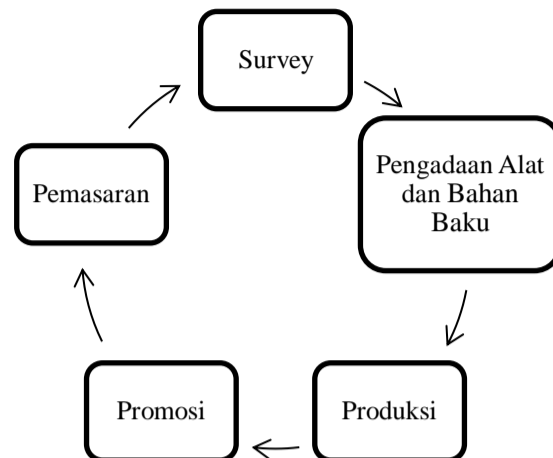 Survey
Pengadaan Alat
dan Bahan
Baku
Produksi
Promosi
Pemasaran